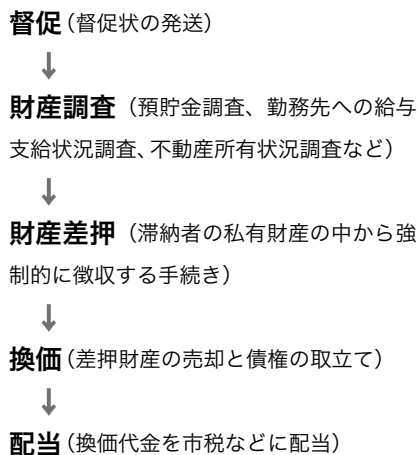 督促(督促状の発送)
↓
財産調査(預貯金調査、勤務先への給与
支給状況調査、不動産所有状況調査など)
↓
財産差押(滞納者の私有財産の中から強
制的に徴収する手続き)
↓
換価(差押財産の売却と債権の取立て)
↓
配当(換価代金を市税などに配当)